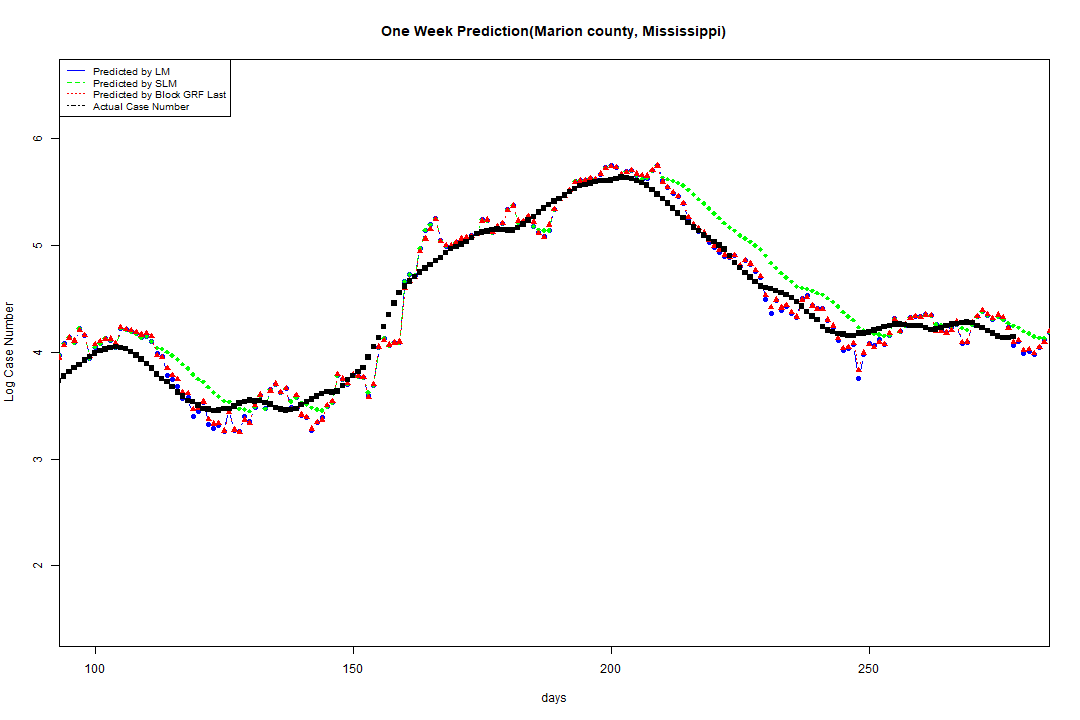 One Week Prediction(Marion county, Mississippi)
Predicted by LM
Predicted by SLM
Predicted by Block GRF Last
Actual Case Number
6
5
4
3
2
Log Case Number
100
150
200
250
days